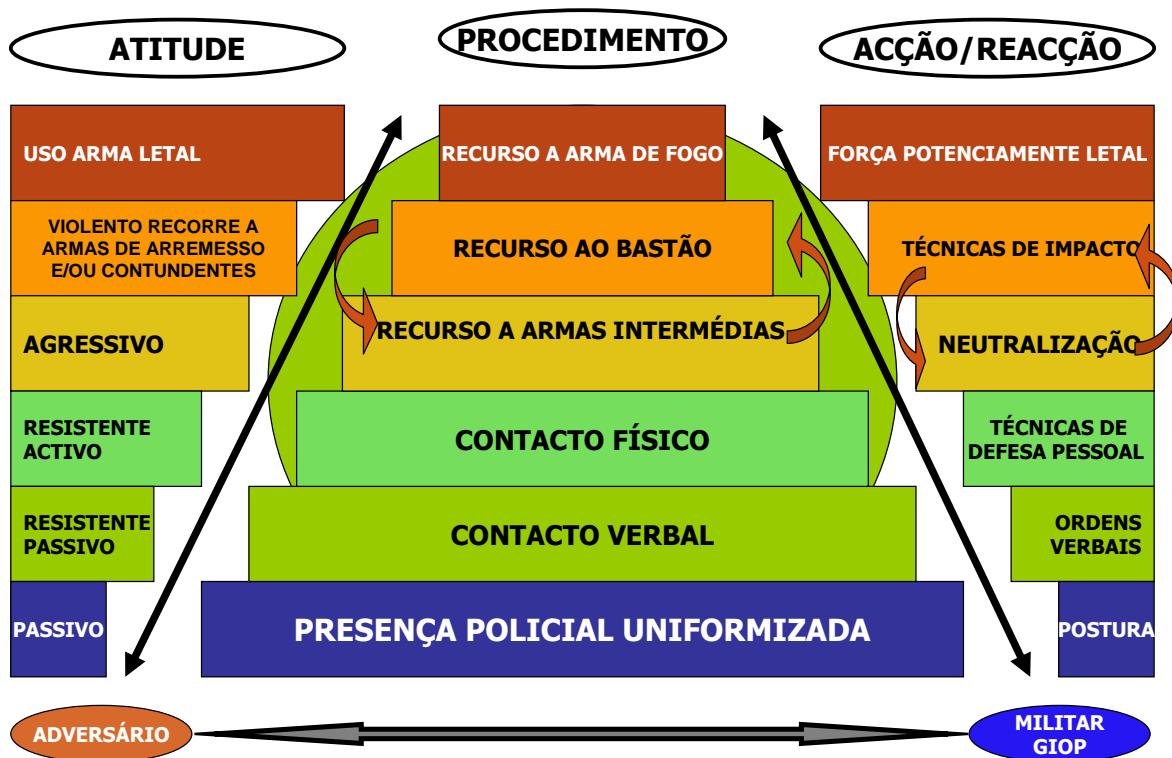 ATITUDE
PROCEDIMENTO
ACÇÃO/REACÇÃO
USO ARMA LETAL
RECURSO A ARMA DE FOGO
FORÇA POTENCIAMENTE LETAL
VIOLENTO RECORRE A
ARMAS DE ARREMESSO
E/OU CONTUNDENTES
RECURSO AO BASTÃO
TÉCNICAS DE IMPACTO
AGRESSIVO
RECURSO A ARMAS INTERMÉDIAS
NEUTRALIZAÇÃO
RESISTENTE
ACTIVO
CONTACTO FÍSICO
TÉCNICAS DE
DEFESA PESSOAL
RESISTENTE
PASSIVO
CONTACTO VERBAL
ORDENS
VERBAIS
PASSIVO
PRESENÇA POLICIAL UNIFORMIZADA
POSTURA
ADVERSÁRIO
MILITAR
GIOP